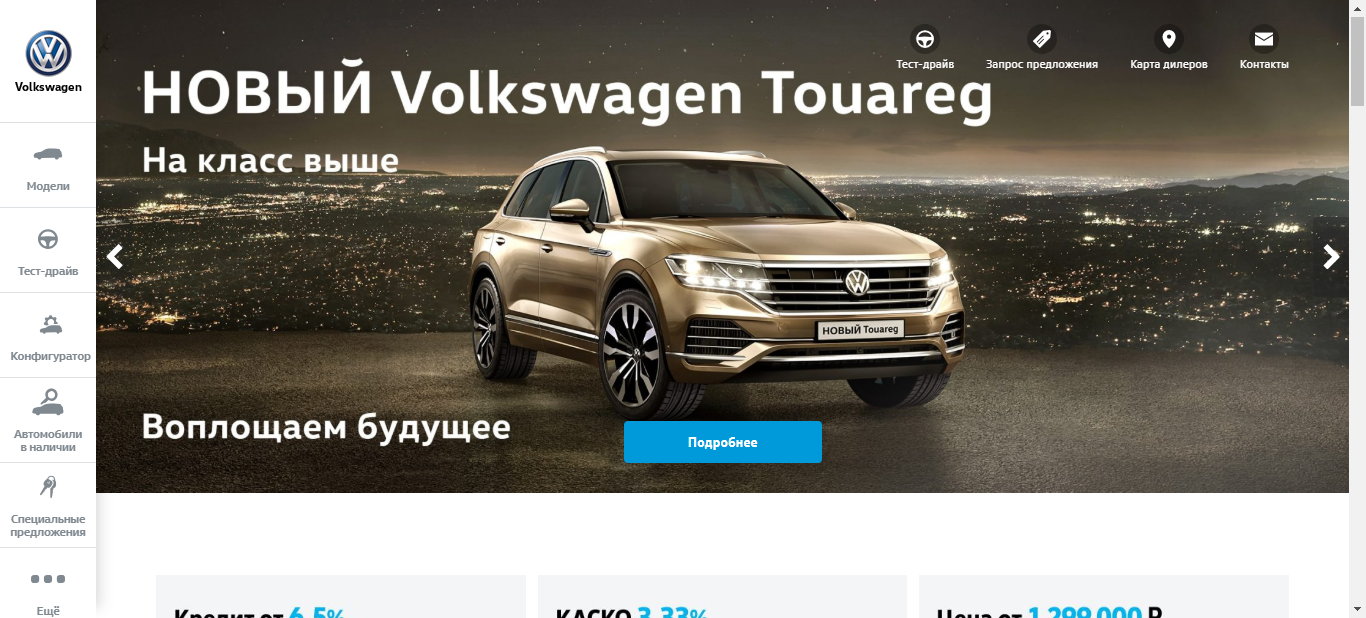 Volkswagen
Модели
Тест-драйв
Конфигуратор
Автомобили
в наличии
Специальные
предложения
Ещё
Тест-драйв
Запрос предложения
Карта дилеров
Контакты
НОВЫЙ Volkswagen Touareg
На класс выше
НОВЫЙ Touareg
Воплощаем будущее
Подробнее
Кредит от 6,5%
КАСКО 3,33%
Цена от 1 299 000 ₽